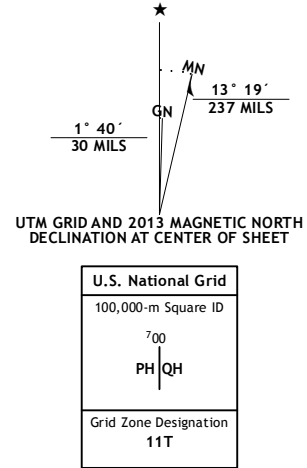 ★
MN
GN
13° 19´
237 MILS
1° 40´
30 MILS
UTM GRID AND 2013 MAGNETIC NORTH
DECLINATION AT CENTER OF SHEET
U.S. National Grid
100,000-m Square ID
⁷00
PH QH
Grid Zone Designation
11T